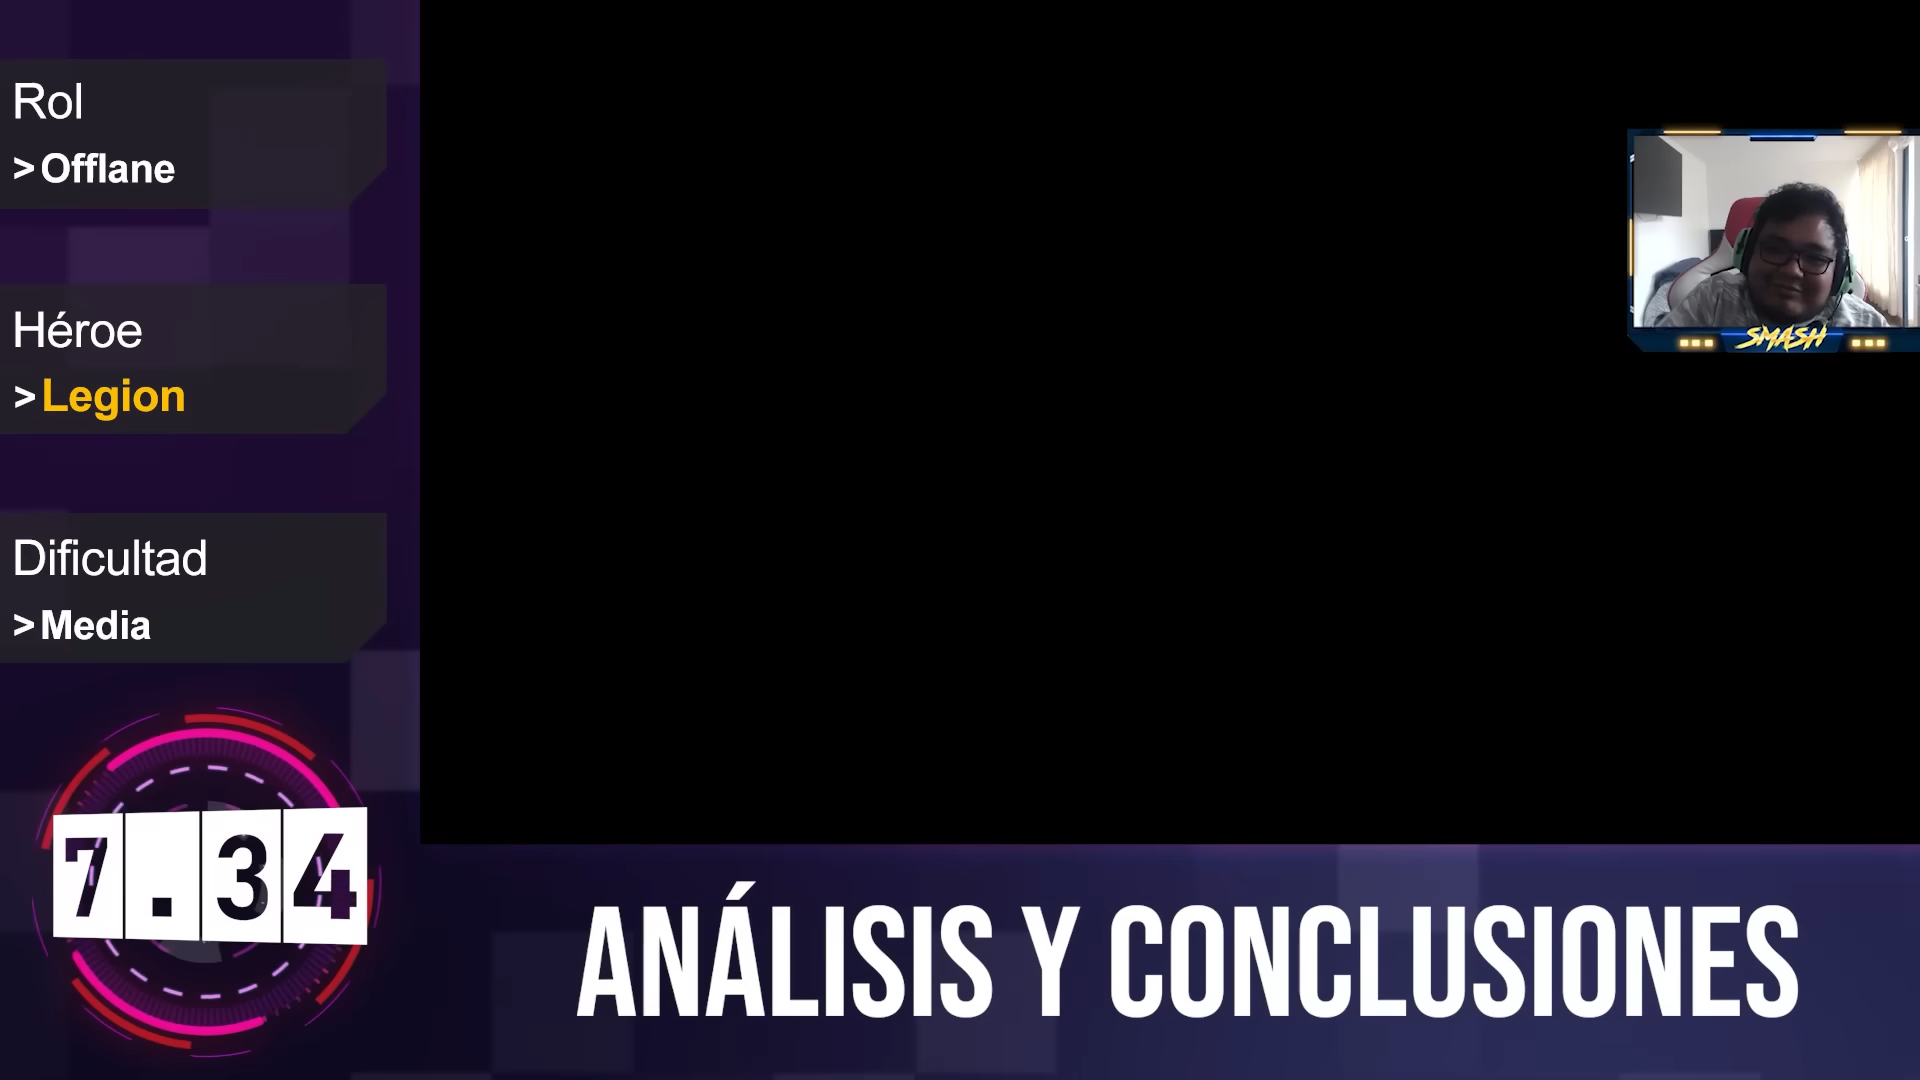 Rol
> Offlane
Héroe
> Legion
Dificultad
> Media
7.34
SMASH
ANÁLISIS Y CONCLUSIONES